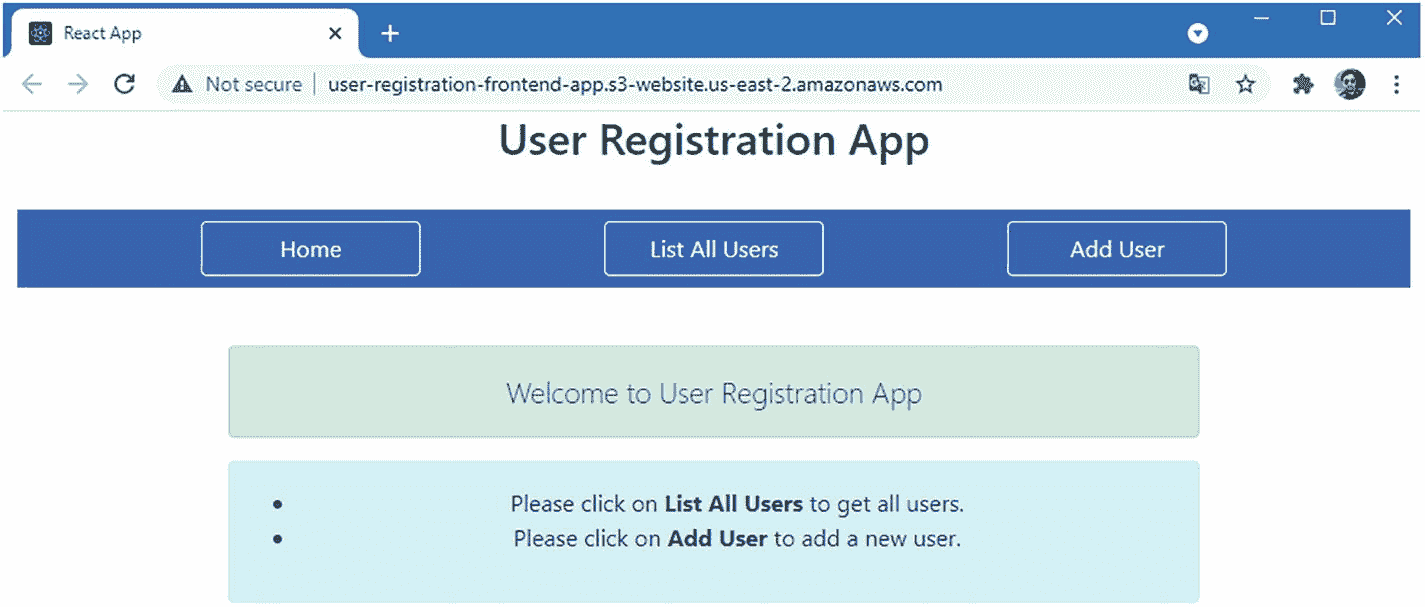 React App
Not secure | user-registration-frontend-app.s3-website.us-east-2.amazonaws.com
User Registration App
Home List All Users Add User
Welcome to User Registration App
• Please click on List All Users to get all users.
• Please click on Add User to add a new user.